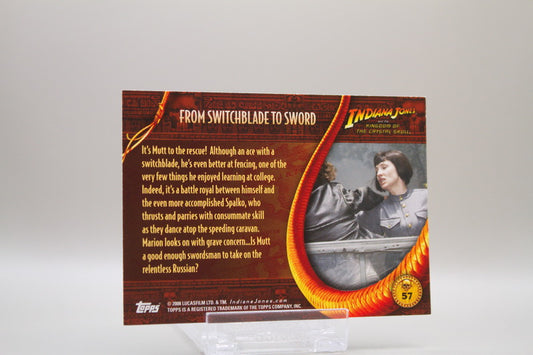 FROM SWITCHBLADE TO SWORD
INDIANA JONES
and the
KINGDOM OF
THE CRYSTAL SKULL
It's Mutt to the rescue! Although an ace with a
switchblade, he's even better at fencing, one of the
very few things he enjoyed learning at college.
Indeed, it's a battle royal between himself and
the even more accomplished Spalko, who
thrusts and parries with consummate skill
as they dance atop the speeding caravan.
Marion looks on with grave concern...Is Mutt
a good enough swordsman to take on the
relentless Russian?
57
Topps
© 2008 LUCASFILM LTD. & TM. IndianaJones.com
TOPPS IS A REGISTERED TRADEMARK OF THE TOPPS COMPANY, INC.